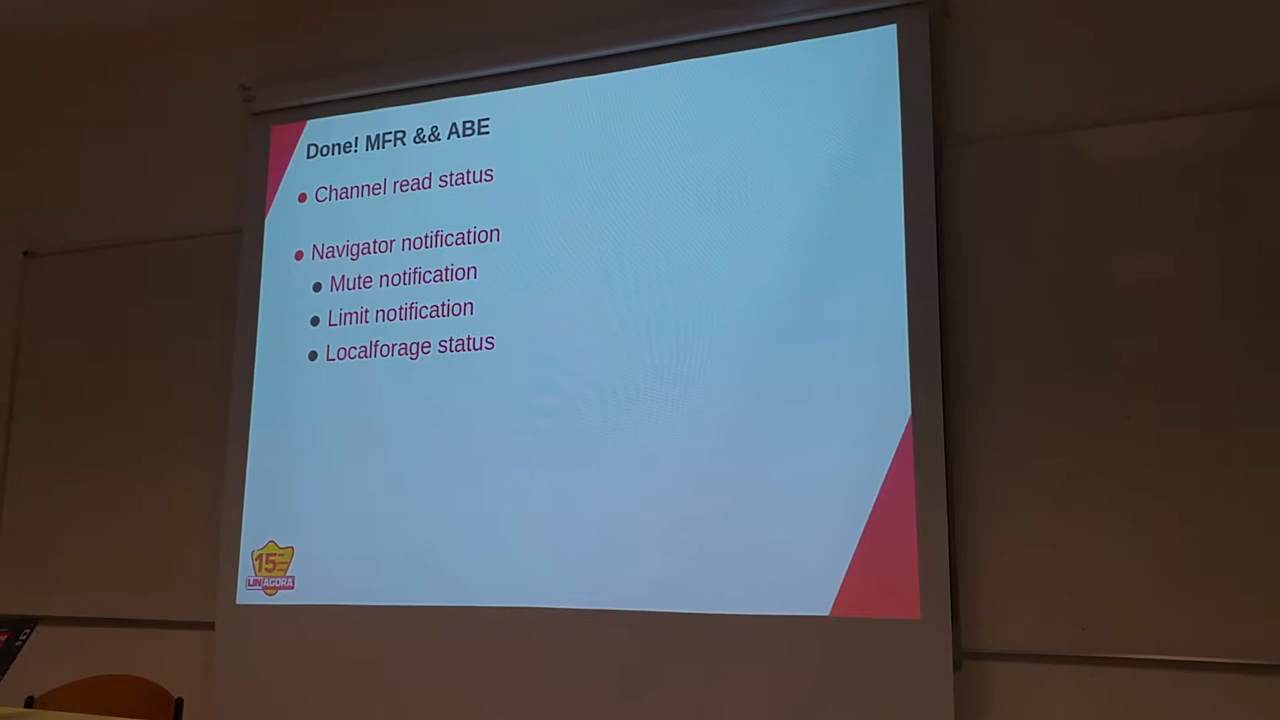 Done! MFR && ABE
Channel read status
Navigator notification
Mute notification
Limit notification
Localforage status
15
LINAGORA